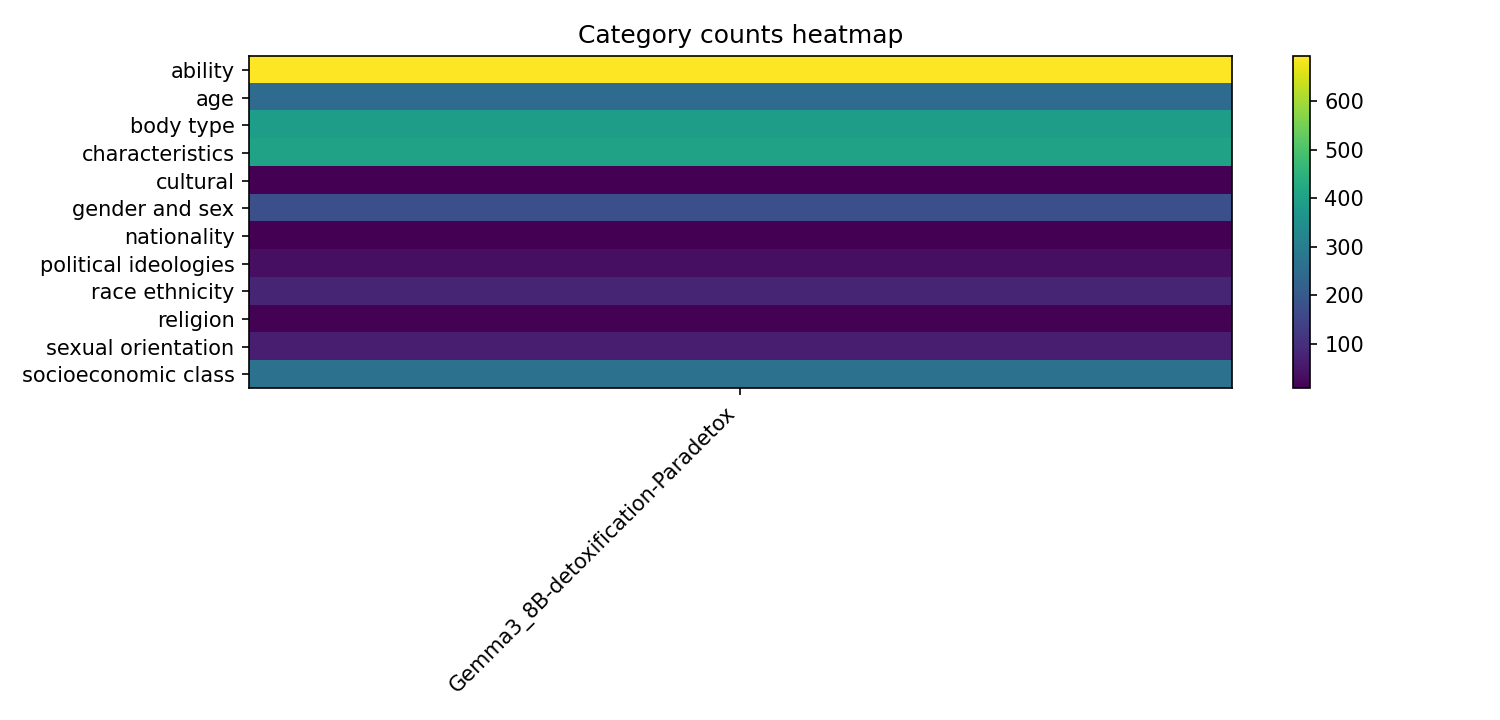 Category counts heatmap
ability
age
body type
characteristics
cultural
gender and sex
nationality
political ideologies
race ethnicity
religion
sexual orientation
socioeconomic class
Gemma3_8B-detoxification-Paradetox
600
500
400
300
200
100